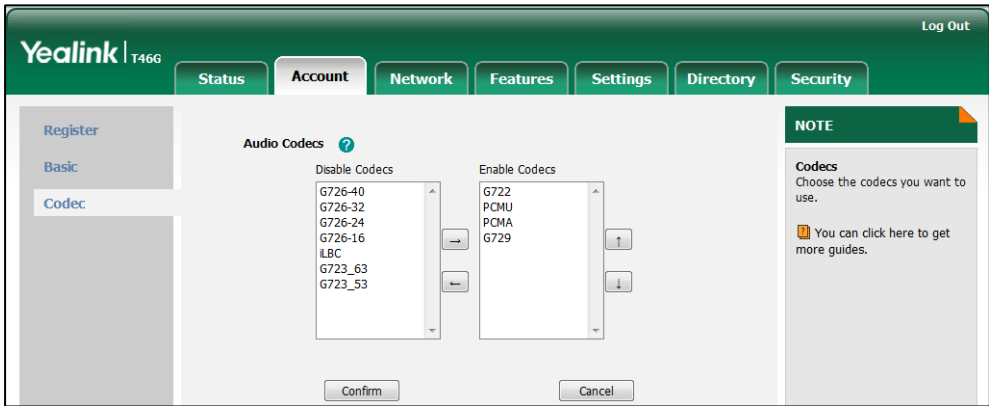 Log Out
Yealink | T46G
Status Account Network Features Settings Directory Security
Register
Basic
Codec
Audio Codecs ?
Disable Codecs
G726-40
G726-32
G726-24
G726-16
iLBC
G723_63
G723_53
→
←
Enable Codecs
G722
PCMU
PCMA
G729
↑
↓
Confirm Cancel
NOTE
Codecs
Choose the codecs you want to
use.
? You can click here to get
more guides.